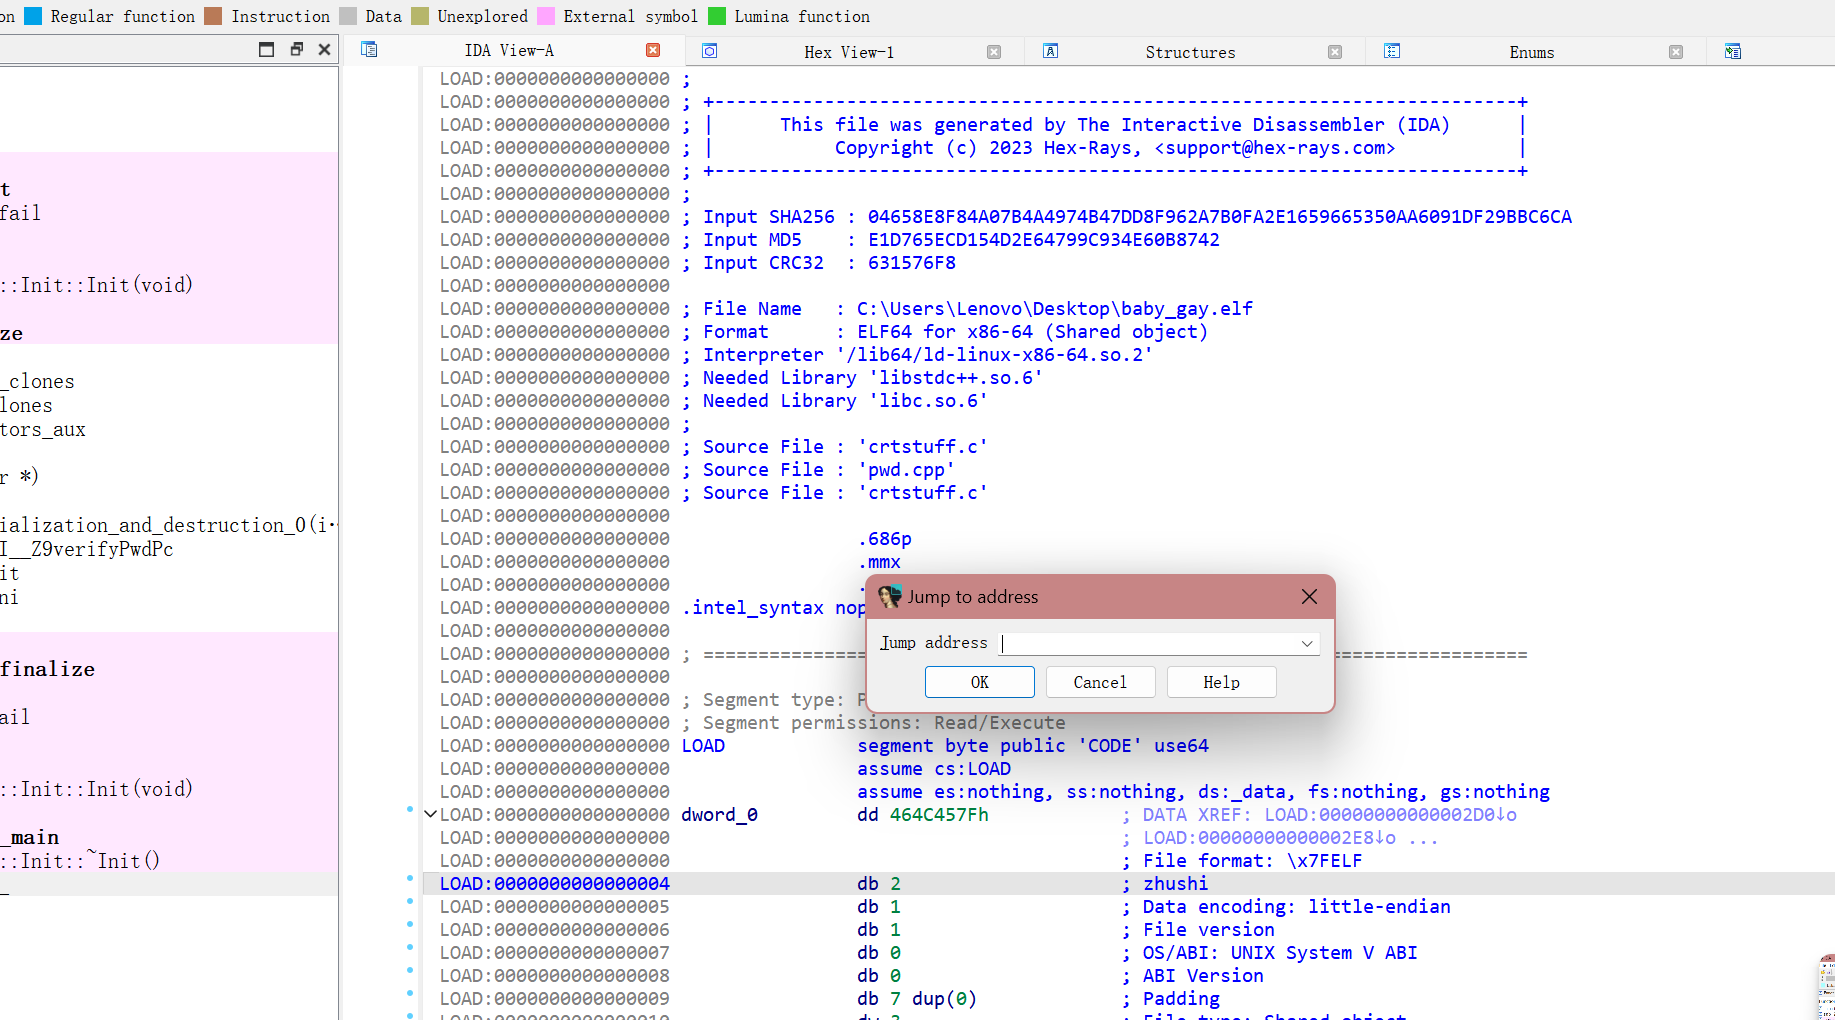 on Regular function Instruction Data Unexplored External symbol Lumina function
IDA View-A Hex View-1 Structures Enums
t
fail
::Init::Init(void)
ze
_clones
lones
tors_aux
r *)
ialization_and_destruction_0(i··
I__Z9verifyPwdPc
it
ni
finalize
ail
::Init::Init(void)
_main
::Init::~Init()
_
LOAD:0000000000000000 ;
LOAD:0000000000000000 ; +-------------------------------------------------------------------------+
LOAD:0000000000000000 ; | This file was generated by The Interactive Disassembler (IDA) |
LOAD:0000000000000000 ; | Copyright (c) 2023 Hex-Rays, <support@hex-rays.com> |
LOAD:0000000000000000 ; +-------------------------------------------------------------------------+
LOAD:0000000000000000 ;
LOAD:0000000000000000 ; Input SHA256 : 04658E8F84A07B4A4974B47DD8F962A7B0FA2E1659665350AA6091DF29BBC6CA
LOAD:0000000000000000 ; Input MD5 : E1D765ECD154D2E64799C934E60B8742
LOAD:0000000000000000 ; Input CRC32 : 631576F8
LOAD:0000000000000000
LOAD:0000000000000000 ; File Name : C:\Users\Lenovo\Desktop\baby_gay.elf
LOAD:0000000000000000 ; Format : ELF64 for x86-64 (Shared object)
LOAD:0000000000000000 ; Interpreter '/lib64/ld-linux-x86-64.so.2'
LOAD:0000000000000000 ; Needed Library 'libstdc++.so.6'
LOAD:0000000000000000 ; Needed Library 'libc.so.6'
LOAD:0000000000000000 ;
LOAD:0000000000000000 ; Source File : 'crtstuff.c'
LOAD:0000000000000000 ; Source File : 'pwd.cpp'
LOAD:0000000000000000 ; Source File : 'crtstuff.c'
LOAD:0000000000000000
LOAD:0000000000000000 .686p
LOAD:0000000000000000 .mmx
LOAD:0000000000000000 .
LOAD:0000000000000000 .intel_syntax nop
LOAD:0000000000000000
LOAD:0000000000000000 ; ===========================================================================
LOAD:0000000000000000
LOAD:0000000000000000 ; Segment type: P
LOAD:0000000000000000 ; Segment permissions: Read/Execute
LOAD:0000000000000000 LOAD segment byte public 'CODE' use64
LOAD:0000000000000000 assume cs:LOAD
LOAD:0000000000000000 assume es:nothing, ss:nothing, ds:_data, fs:nothing, gs:nothing
LOAD:0000000000000000 dword_0 dd 464C457Fh ; DATA XREF: LOAD:00000000000002D0↓o
LOAD:0000000000000000 ; LOAD:00000000000002E8↓o ...
LOAD:0000000000000000 ; File format: \x7FELF
LOAD:0000000000000004 db 2 ; zhushi
LOAD:0000000000000005 db 1 ; Data encoding: little-endian
LOAD:0000000000000006 db 1 ; File version
LOAD:0000000000000007 db 0 ; OS/ABI: UNIX System V ABI
LOAD:0000000000000008 db 0 ; ABI Version
LOAD:0000000000000009 db 7 dup(0) ; Padding
LOAD:0000000000000010 dw 3 ; File type: Shared object
Jump to address
Jump address
OK Cancel Help